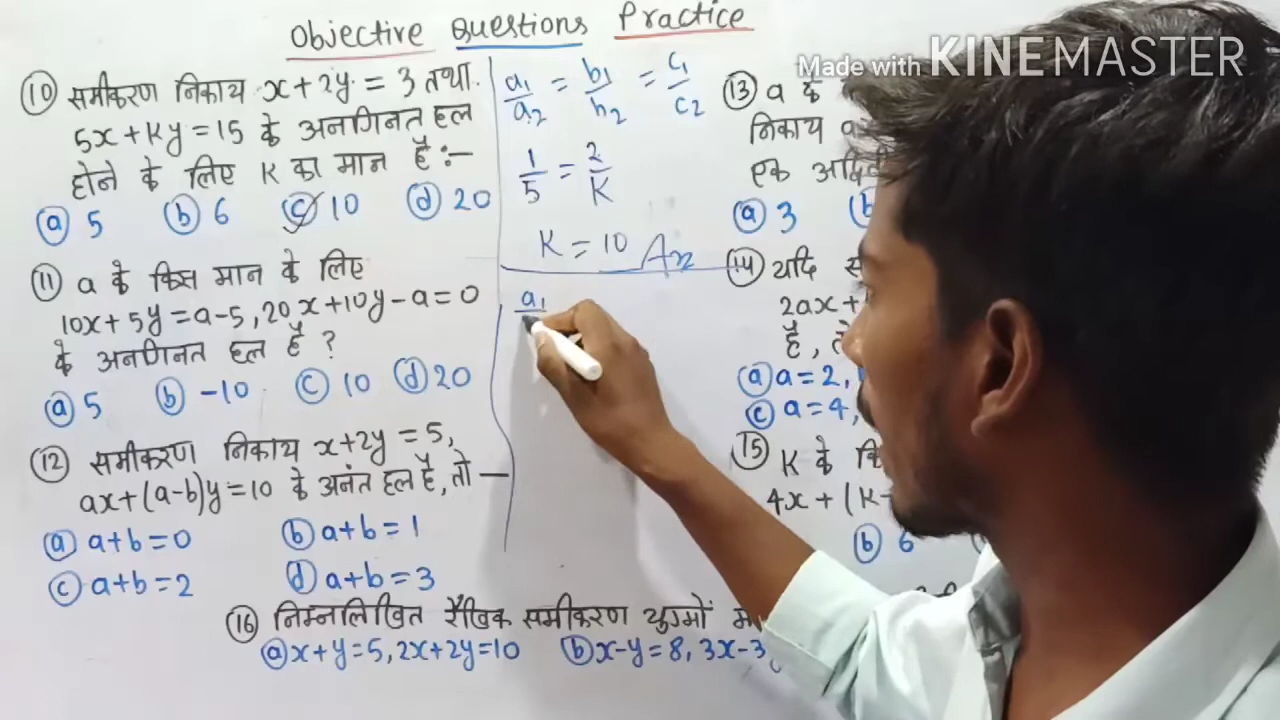 Objective Questions Practice
Made with KINEMASTER
⑩ समीकरण निकाय x+2y = 3 तथा
5x+Ky=15 के अनगिनत हल
होने के लिए K का मान है :—
ⓐ 5 ⓑ 6 ⓒ 10 ⓓ 20
⑪ a के किस मान के लिए
10x+5y=a-5, 20x+10y-a=0
के अनगिनत हल है ?
ⓐ 5 ⓑ -10 ⓒ 10 ⓓ 20
⑫ समीकरण निकाय x+2y=5,
ax+(a-b)y=10 के अनंत हल है, तो —
ⓐ a+b=0 ⓑ a+b=1
ⓒ a+b=2 ⓓ a+b=3
a₁/a₂ = b₁/b₂ = c₁/c₂
1/5 = 2/K
K = 10 Ans
a₁
⑬ a के
निकाय
एक
ⓐ 3
⑭ यदि
2ax+
है,
ⓐ a=2,
ⓒ a=4,
⑮ K के
4x+(K-
ⓑ 6
⑯ निम्नलिखित रैखिक समीकरण युग्मों
ⓐ x+y=5, 2x+2y=10 ⓑ x-y=8, 3x-3y